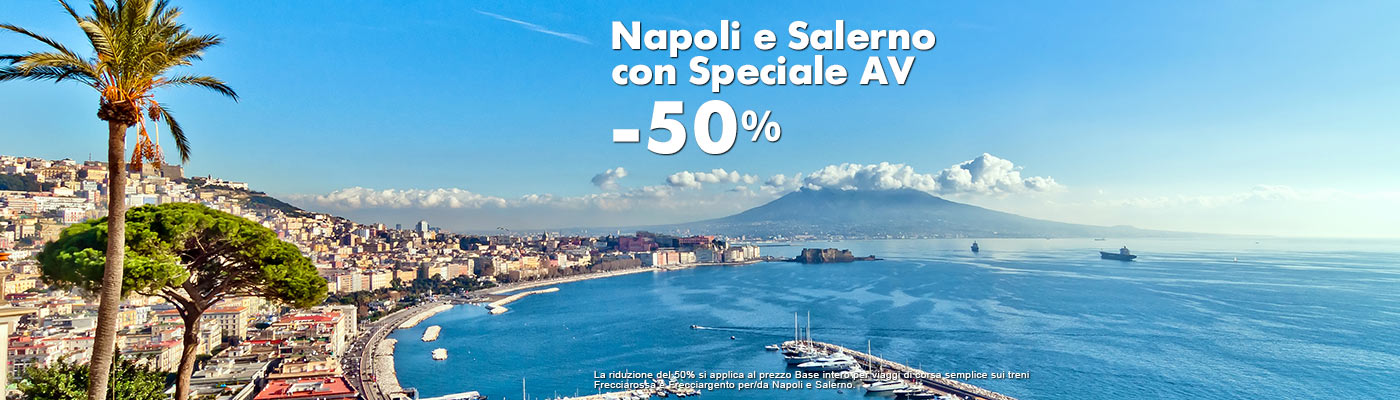 Napoli e Salerno
con Speciale AV
-50%
La riduzione del 50% si applica al prezzo Base intero per viaggi di corsa semplice sui treni
Frecciarossa e Frecciargento per/da Napoli e Salerno.